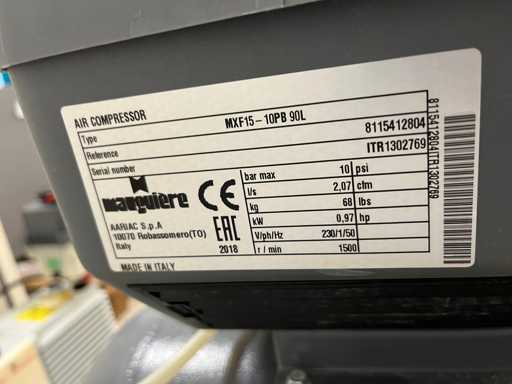 AIR COMPRESSOR
Type MXF15-10PB 90L
Reference 8115412804
Serial number ITR1302769
bar max 10 psi
l/s 2,07 cfm
kg 68 lbs
kW 0,97 hp
V/ph/Hz 230/1/50
r / min 1500
mauguière
CE
AARIAC S.p.A
10070 Robassomero(TO)
Italy
EAC
2018
MADE IN ITALY
8115412804ITR1302769